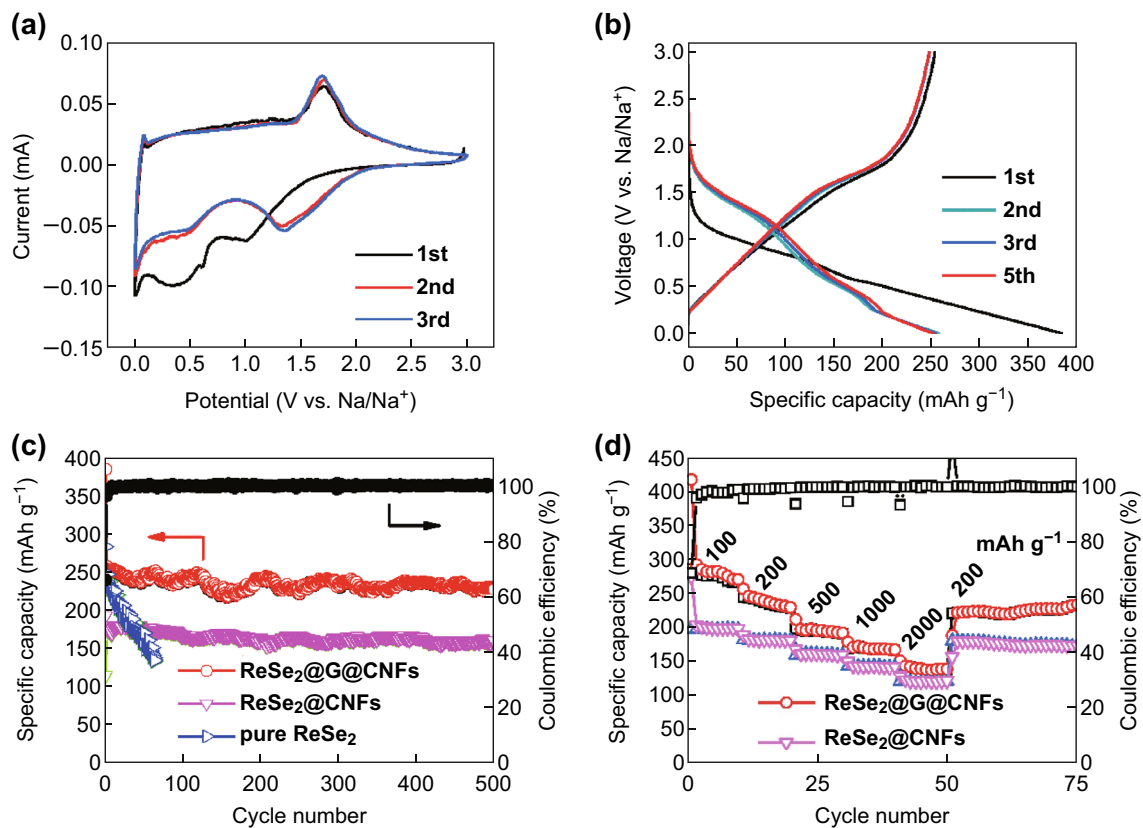 (a)
0.10
0.05
0.00
−0.05
−0.10
−0.15
Current (mA)
1st
2nd
3rd
0.0 0.5 1.0 1.5 2.0 2.5 3.0
Potential (V vs. Na/Na⁺)
(b)
3.0
2.5
2.0
1.5
1.0
0.5
0.0
Voltage (V vs. Na/Na⁺)
1st
2nd
3rd
5th
0 50 100 150 200 250 300 350 400
Specific capacity (mAh g⁻¹)
(c)
400
350
300
250
200
150
100
50
0
Specific capacity (mAh g⁻¹)
ReSe₂@G@CNFs
ReSe₂@CNFs
pure ReSe₂
100
80
60
40
20
0
Coulombic efficiency (%)
0 100 200 300 400 500
Cycle number
(d)
450
400
350
300
250
200
150
100
50
0
Specific capacity (mAh g⁻¹)
mAh g⁻¹
100 200 500 1000 2000 200
ReSe₂@G@CNFs
ReSe₂@CNFs
100
80
60
40
20
0
Coulombic efficiency (%)
0 25 50 75
Cycle number